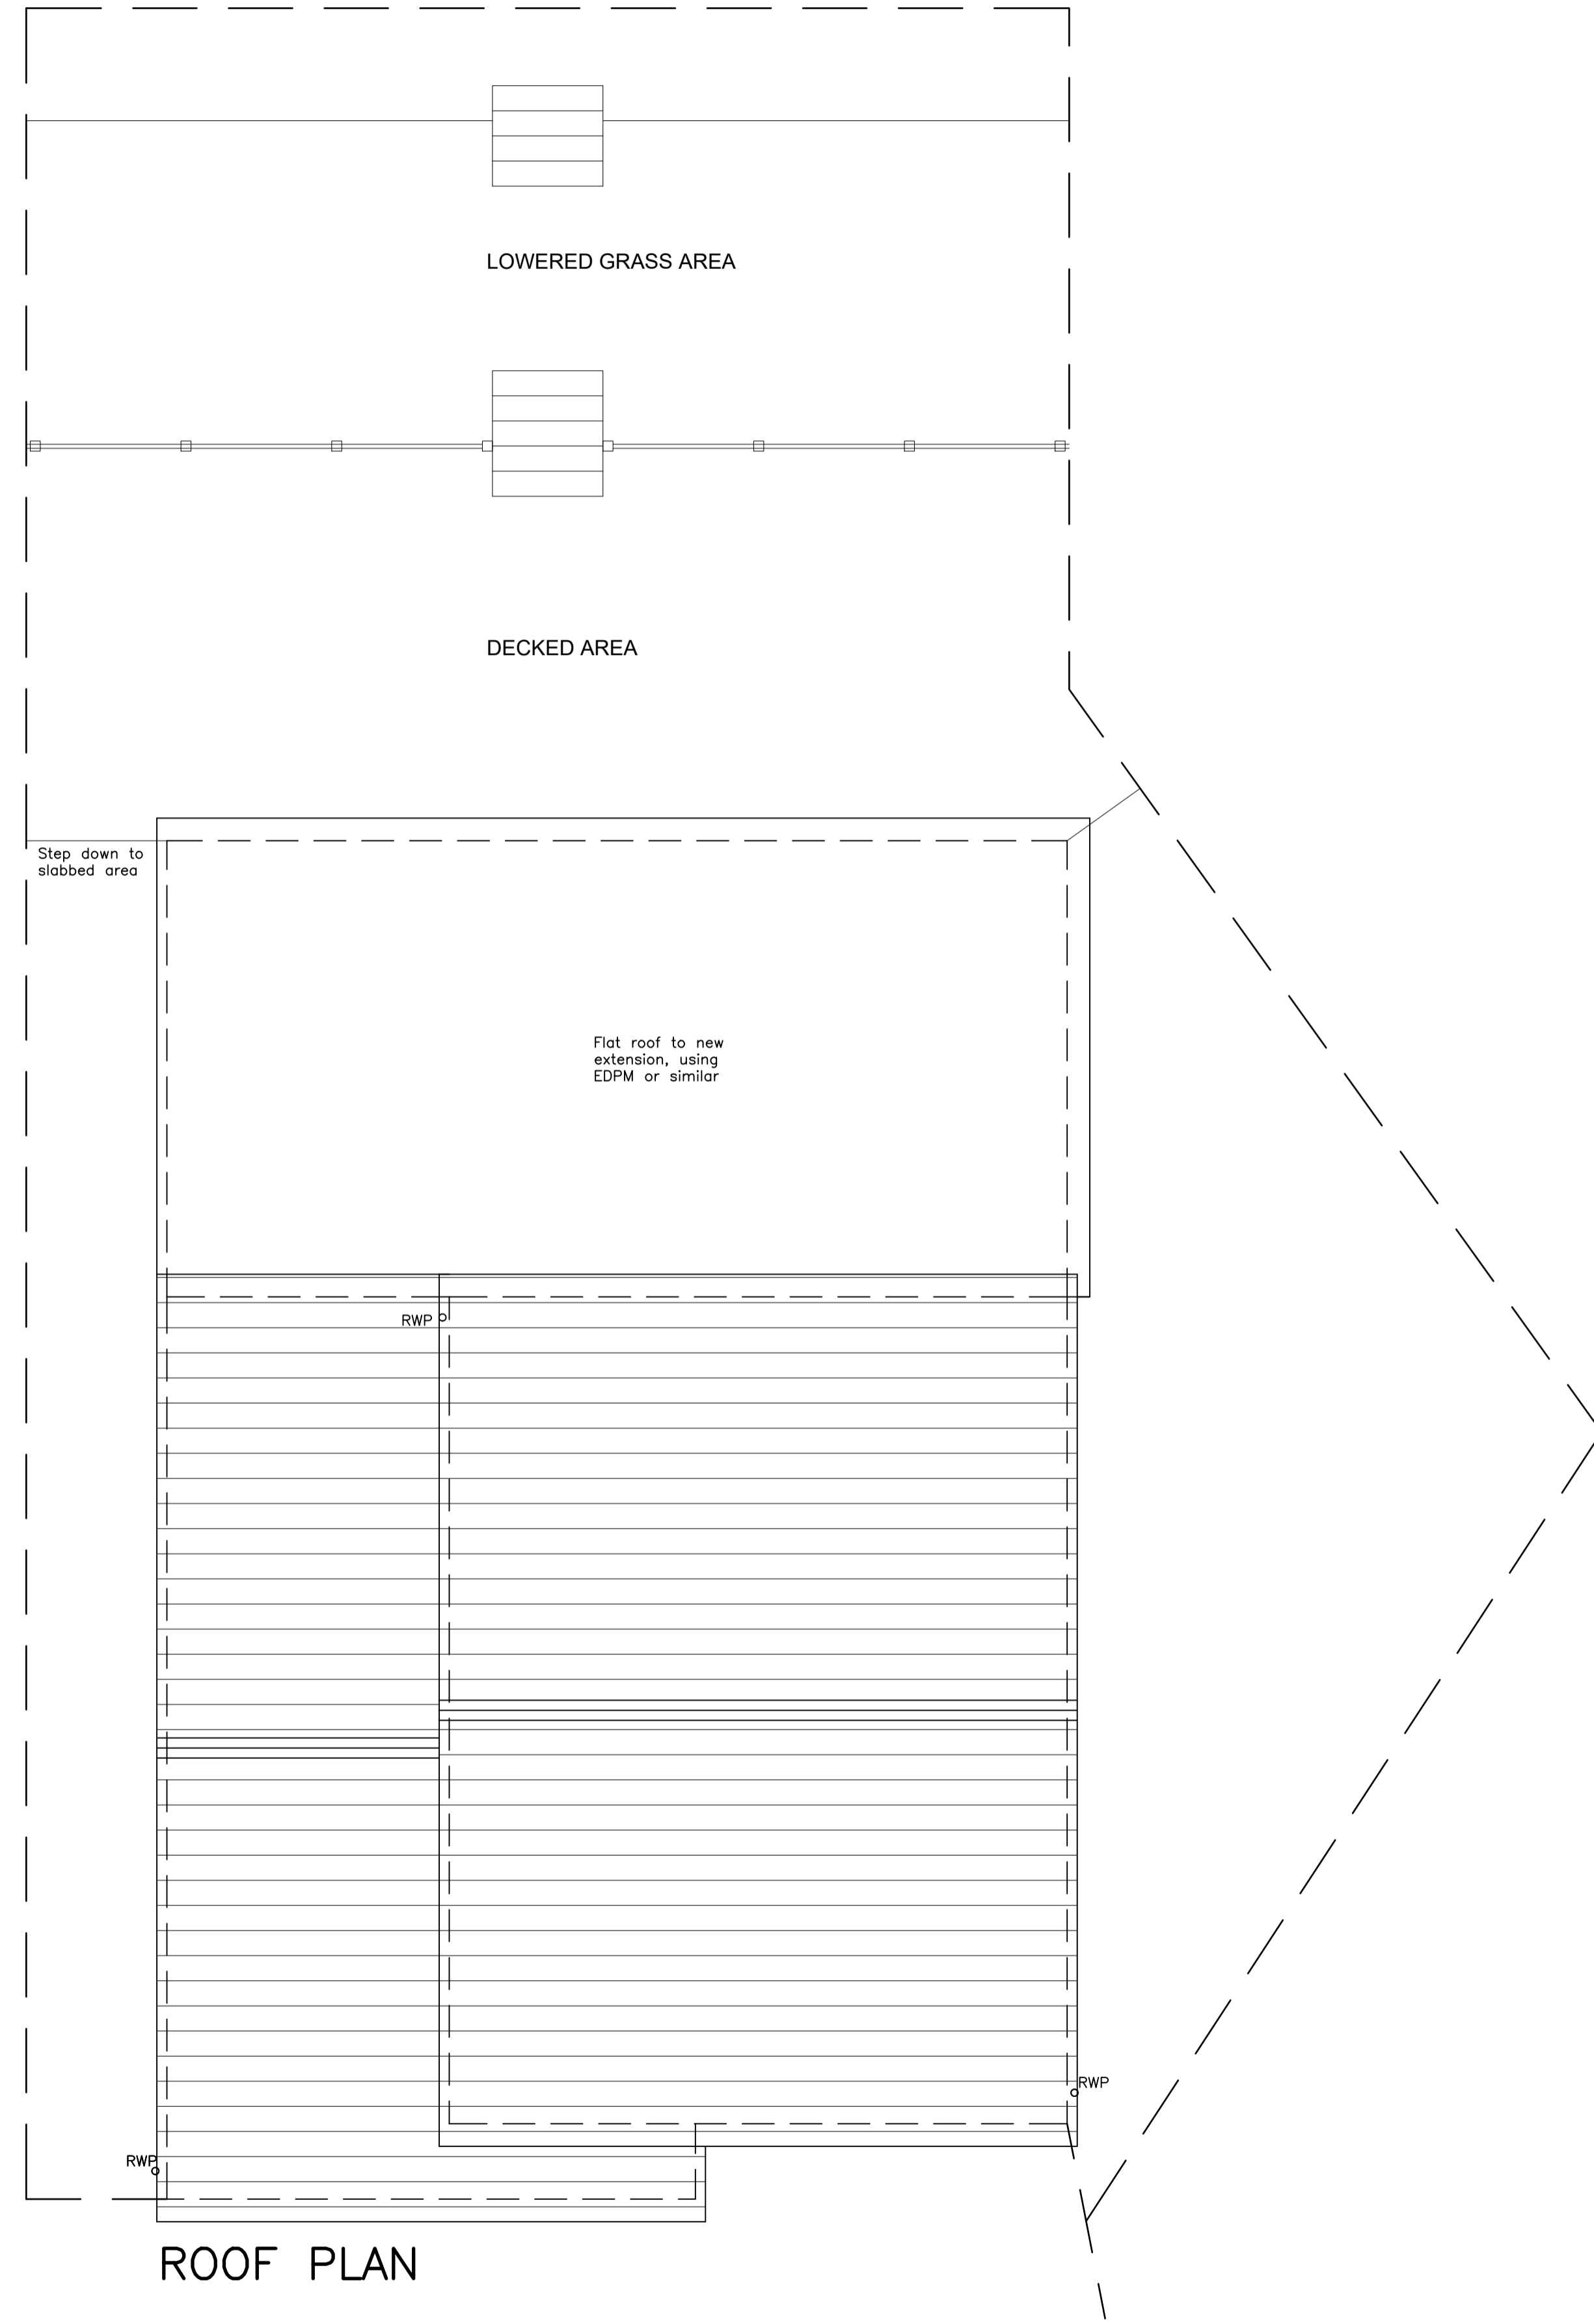 LOWERED GRASS AREA
DECKED AREA
Step down to
slabbed area
Flat roof to new
extension, using
EDPM or similar
RWP
RWP
RWP
ROOF PLAN